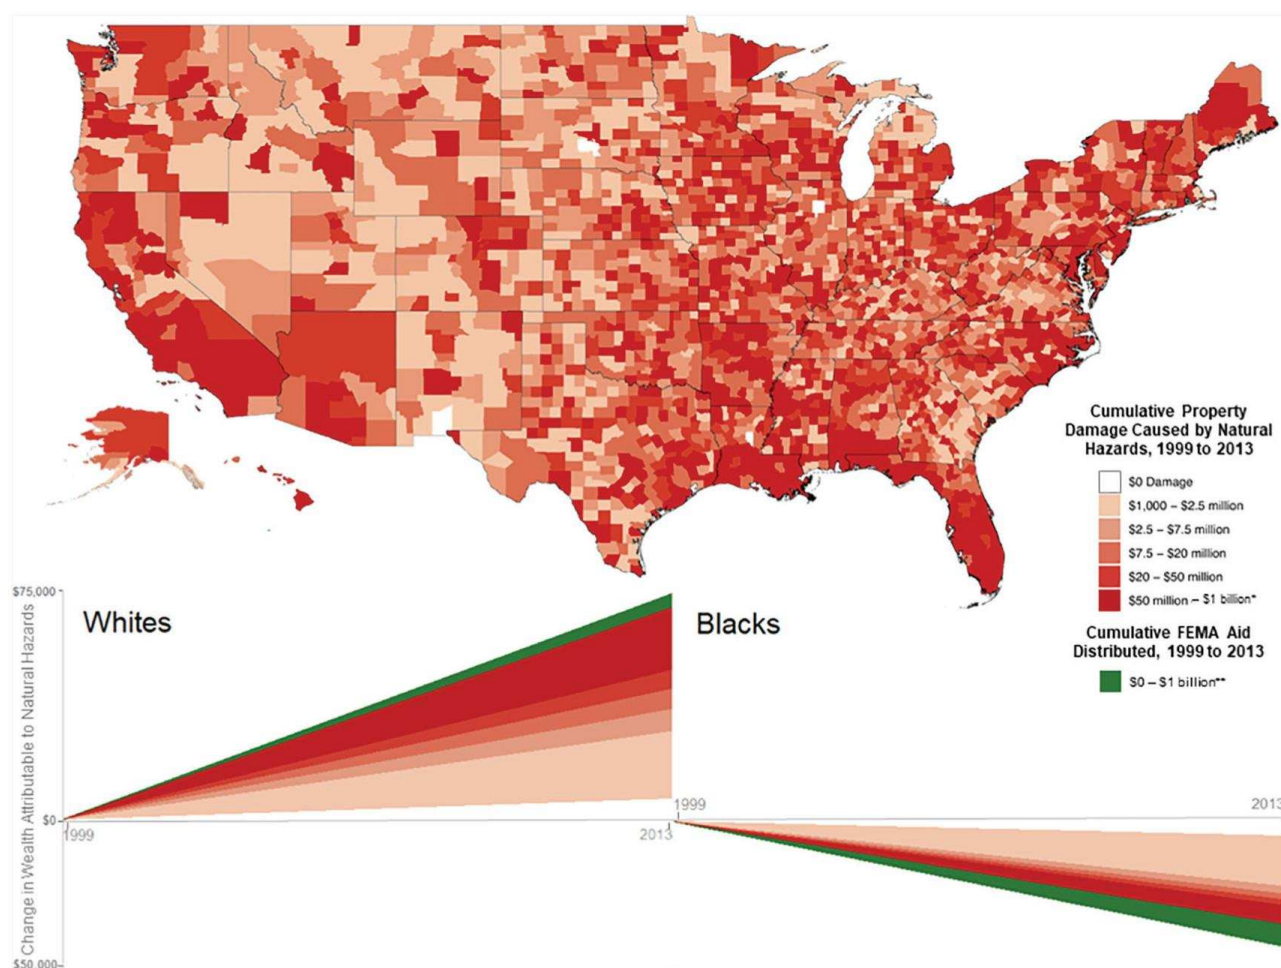 Cumulative Property
Damage Caused by Natural
Hazards, 1999 to 2013
$0 Damage
$1,000 – $2.5 million
$2.5 – $7.5 million
$7.5 – $20 million
$20 – $50 million
$50 million – $1 billion*
Cumulative FEMA Aid
Distributed, 1999 to 2013
$0 – $1 billion**
Change in Wealth Attributable to Natural Hazards
$75,000
$0
$50,000
Whites
1999
2013
Blacks
1999
2013